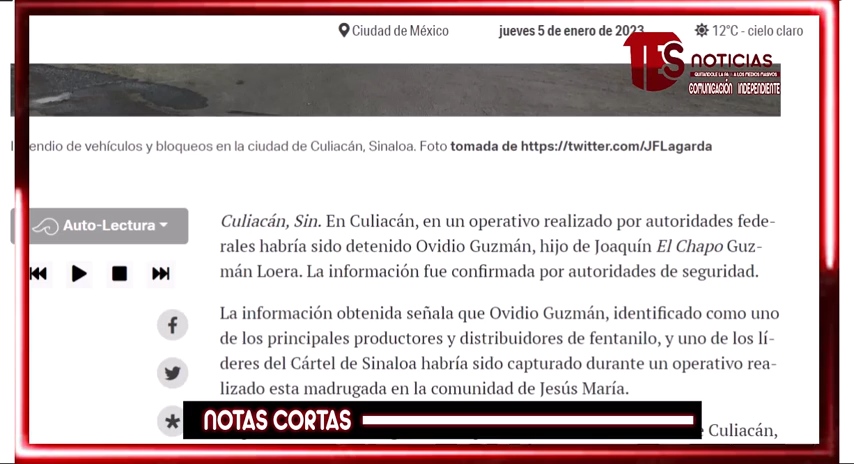 Ciudad de México
jueves 5 de enero de 2023
12°C - cielo claro
TES NOTICIAS
COMUNICACIÓN INDEPENDIENTE
endio de vehículos y bloqueos en la ciudad de Culiacán, Sinaloa. Foto tomada de https://twitter.com/JFLagarda
Auto-Lectura
Culiacán, Sin. En Culiacán, en un operativo realizado por autoridades fede-
rales habría sido detenido Ovidio Guzmán, hijo de Joaquín El Chapo Guz-
mán Loera. La información fue confirmada por autoridades de seguridad.
La información obtenida señala que Ovidio Guzmán, identificado como uno
de los principales productores y distribuidores de fentanilo, y uno de los lí-
deres del Cártel de Sinaloa habría sido capturado durante un operativo rea-
lizado esta madrugada en la comunidad de Jesús María.
NOTAS CORTAS
Culiacán,